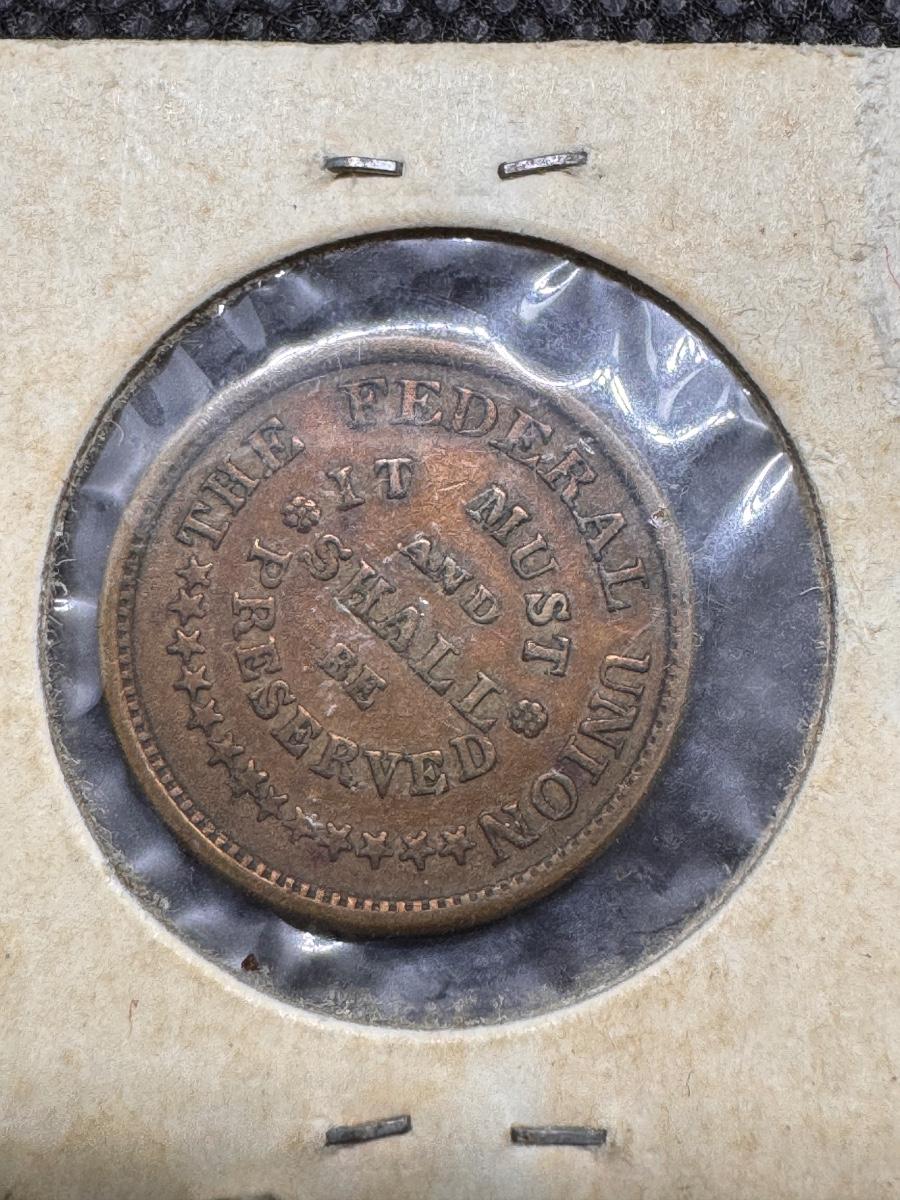 THE FEDERAL UNION
IT MUST
AND
SHALL
BE
PRESERVED